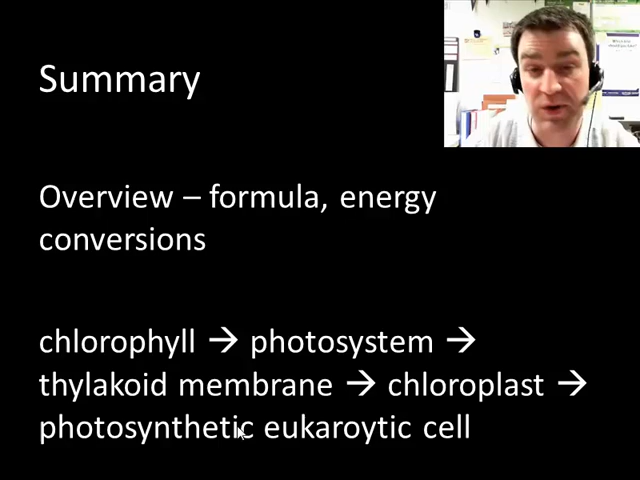 Summary
Overview – formula, energy
conversions
chlorophyll → photosystem →
thylakoid membrane → chloroplast →
photosynthetic eukaroytic cell